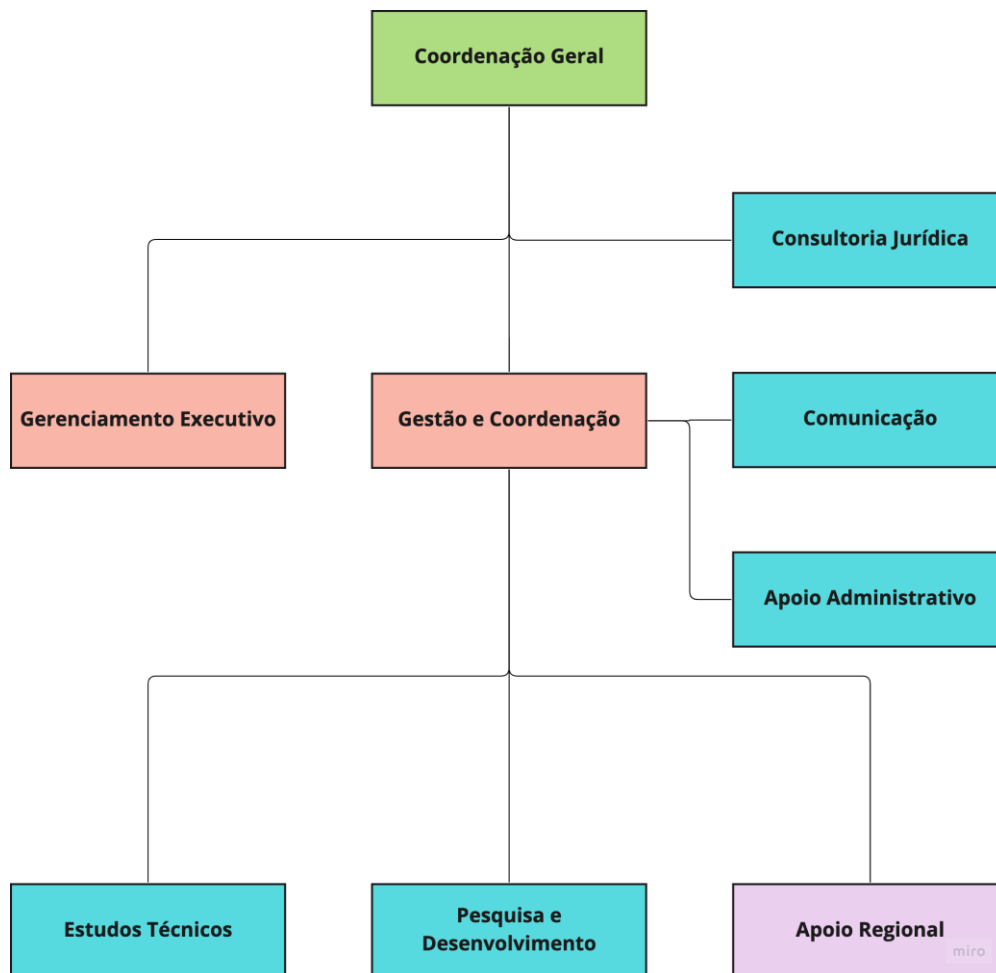 Coordenação Geral
Consultoria Jurídica
Gerenciamento Executivo
Gestão e Coordenação
Comunicação
Apoio Administrativo
Estudos Técnicos
Pesquisa e
Desenvolvimento
Apoio Regional
miro